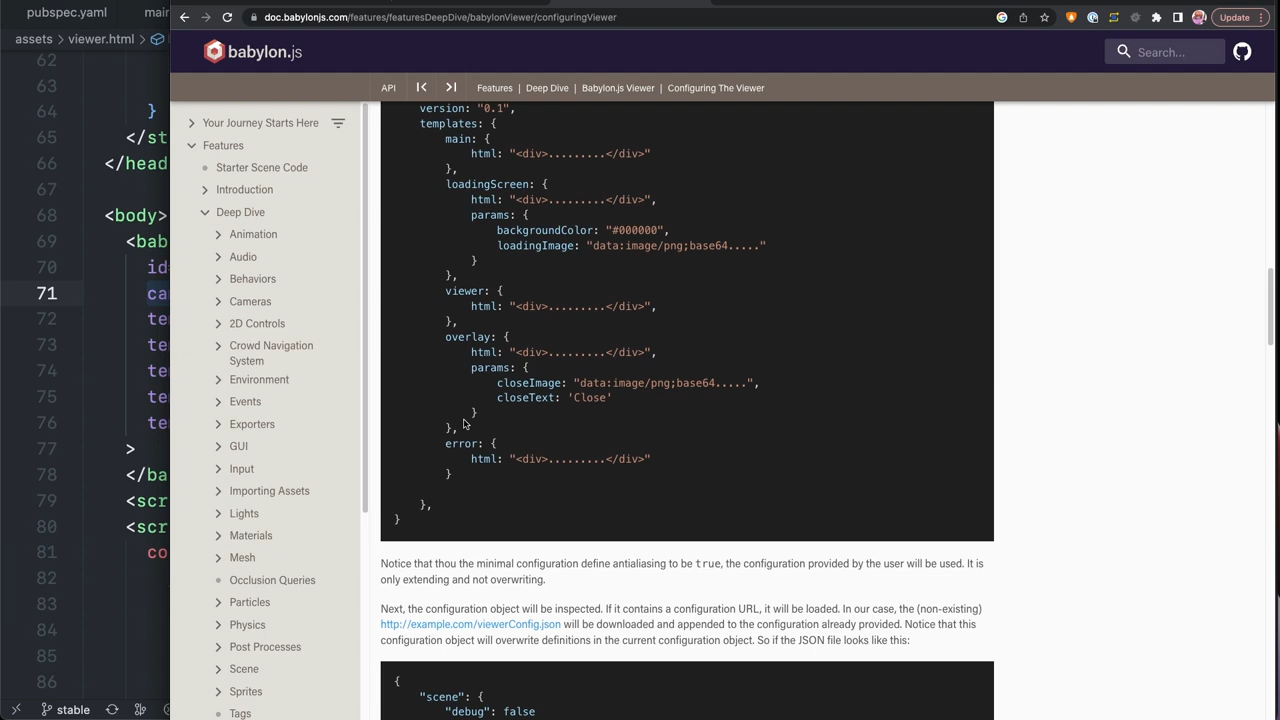 pubspec.yaml
main
assets > viewer.html >
62
63
64 }
65 </st
66 </head
67
68 <body>
69 <bab
70 id
71 ca
72 te
73 te
74 te
75 te
76 te
77 >
78 </ba
79 <scr
80 <scr
81 co
82
83
84
85
86
stable
doc.babylonjs.com/features/featuresDeepDive/babylonViewer/configuringViewer
Update
babylon.js
Search...
API
Features | Deep Dive | Babylon.js Viewer | Configuring The Viewer
Your Journey Starts Here
Features
Starter Scene Code
Introduction
Deep Dive
Animation
Audio
Behaviors
Cameras
2D Controls
Crowd Navigation
System
Environment
Events
Exporters
GUI
Input
Importing Assets
Lights
Materials
Mesh
Occlusion Queries
Particles
Physics
Post Processes
Scene
Sprites
Tags
version: "0.1",
templates: {
main: {
html: "<div>.........</div>"
},
loadingScreen: {
html: "<div>.........</div>",
params: {
backgroundColor: "#000000",
loadingImage: "data:image/png;base64....."
}
},
viewer: {
html: "<div>.........</div>",
},
overlay: {
html: "<div>.........</div>",
params: {
closeImage: "data:image/png;base64.....",
closeText: 'Close'
}
},
error: {
html: "<div>.........</div>"
}
},
}
Notice that thou the minimal configuration define antialiasing to be true, the configuration provided by the user will be used. It is
only extending and not overwriting.
Next, the configuration object will be inspected. If it contains a configuration URL, it will be loaded. In our case, the (non-existing)
http://example.com/viewerConfig.json will be downloaded and appended to the configuration already provided. Notice that this
configuration object will overwrite definitions in the current configuration object. So if the JSON file looks like this:
{
"scene": {
"debug": false